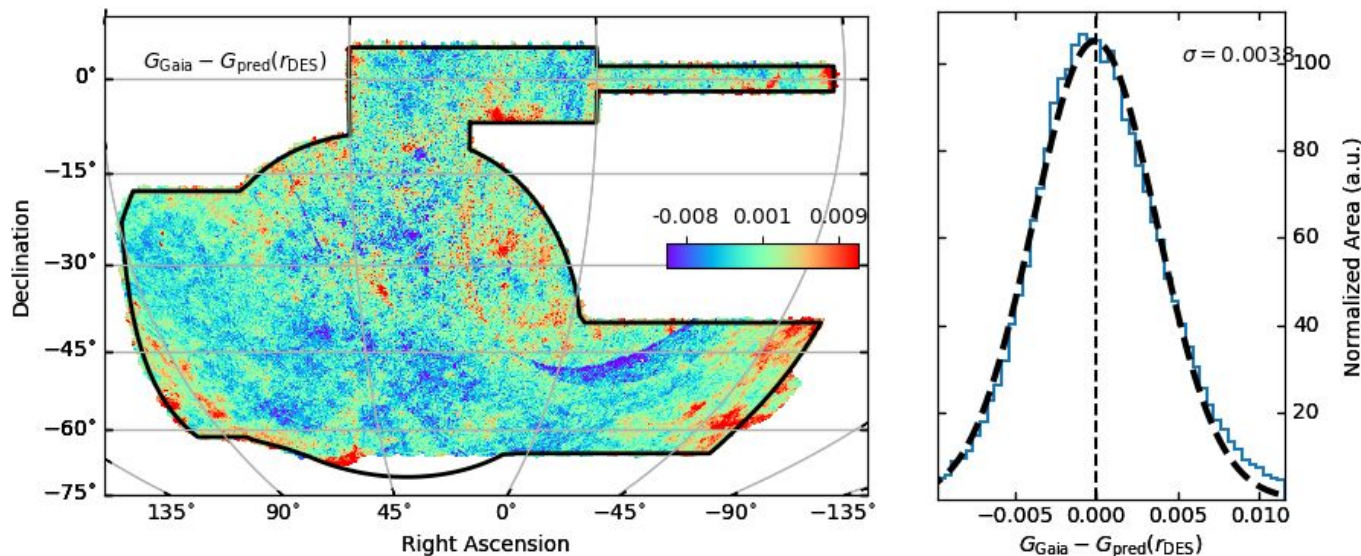 G_Gaia − G_pred(r_DES)
0°
−15°
−30°
−45°
−60°
−75°
Declination
-0.008 0.001 0.009
135° 90° 45° 0° −45° −90° −135°
Right Ascension
σ = 0.0038
100
80
60
40
20
Normalized Area (a.u.)
−0.005 0.000 0.005 0.010
G_Gaia − G_pred(r_DES)